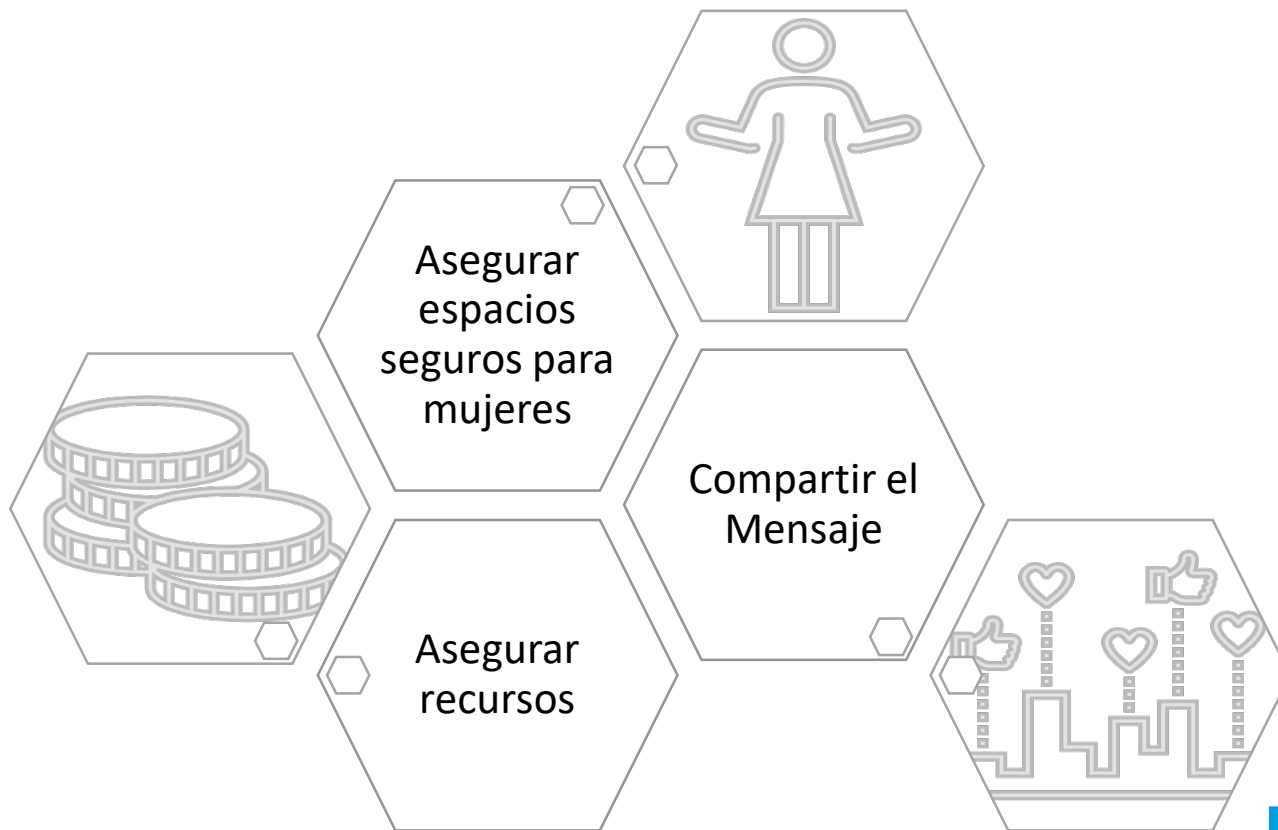 Asegurar
espacios
seguros para
mujeres
Compartir el
Mensaje
Asegurar
recursos